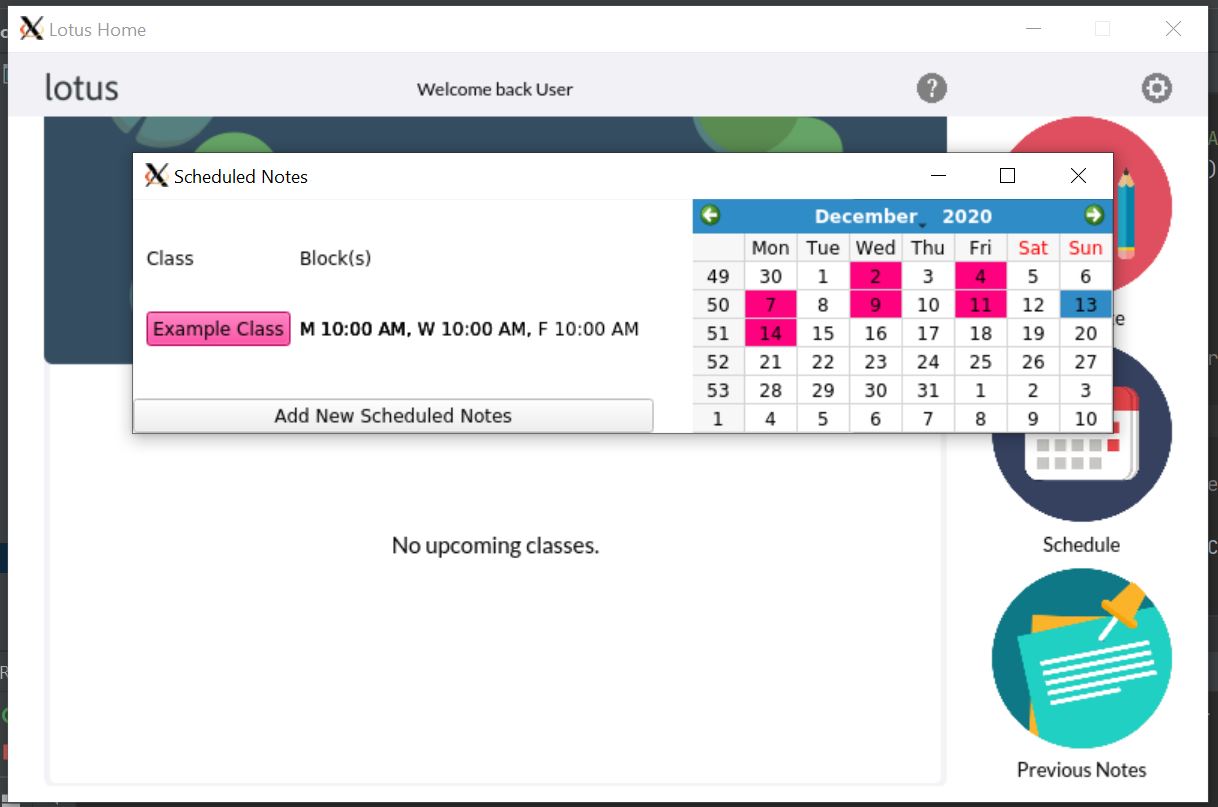 Lotus Home
lotus
Welcome back User
?
Scheduled Notes
December 2020
Class Block(s)
Mon Tue Wed Thu Fri Sat Sun
49 30 1 2 3 4 5 6
50 7 8 9 10 11 12 13
Example Class M 10:00 AM, W 10:00 AM, F 10:00 AM
51 14 15 16 17 18 19 20
52 21 22 23 24 25 26 27
53 28 29 30 31 1 2 3
Add New Scheduled Notes
1 4 5 6 7 8 9 10
No upcoming classes.
Schedule
Previous Notes